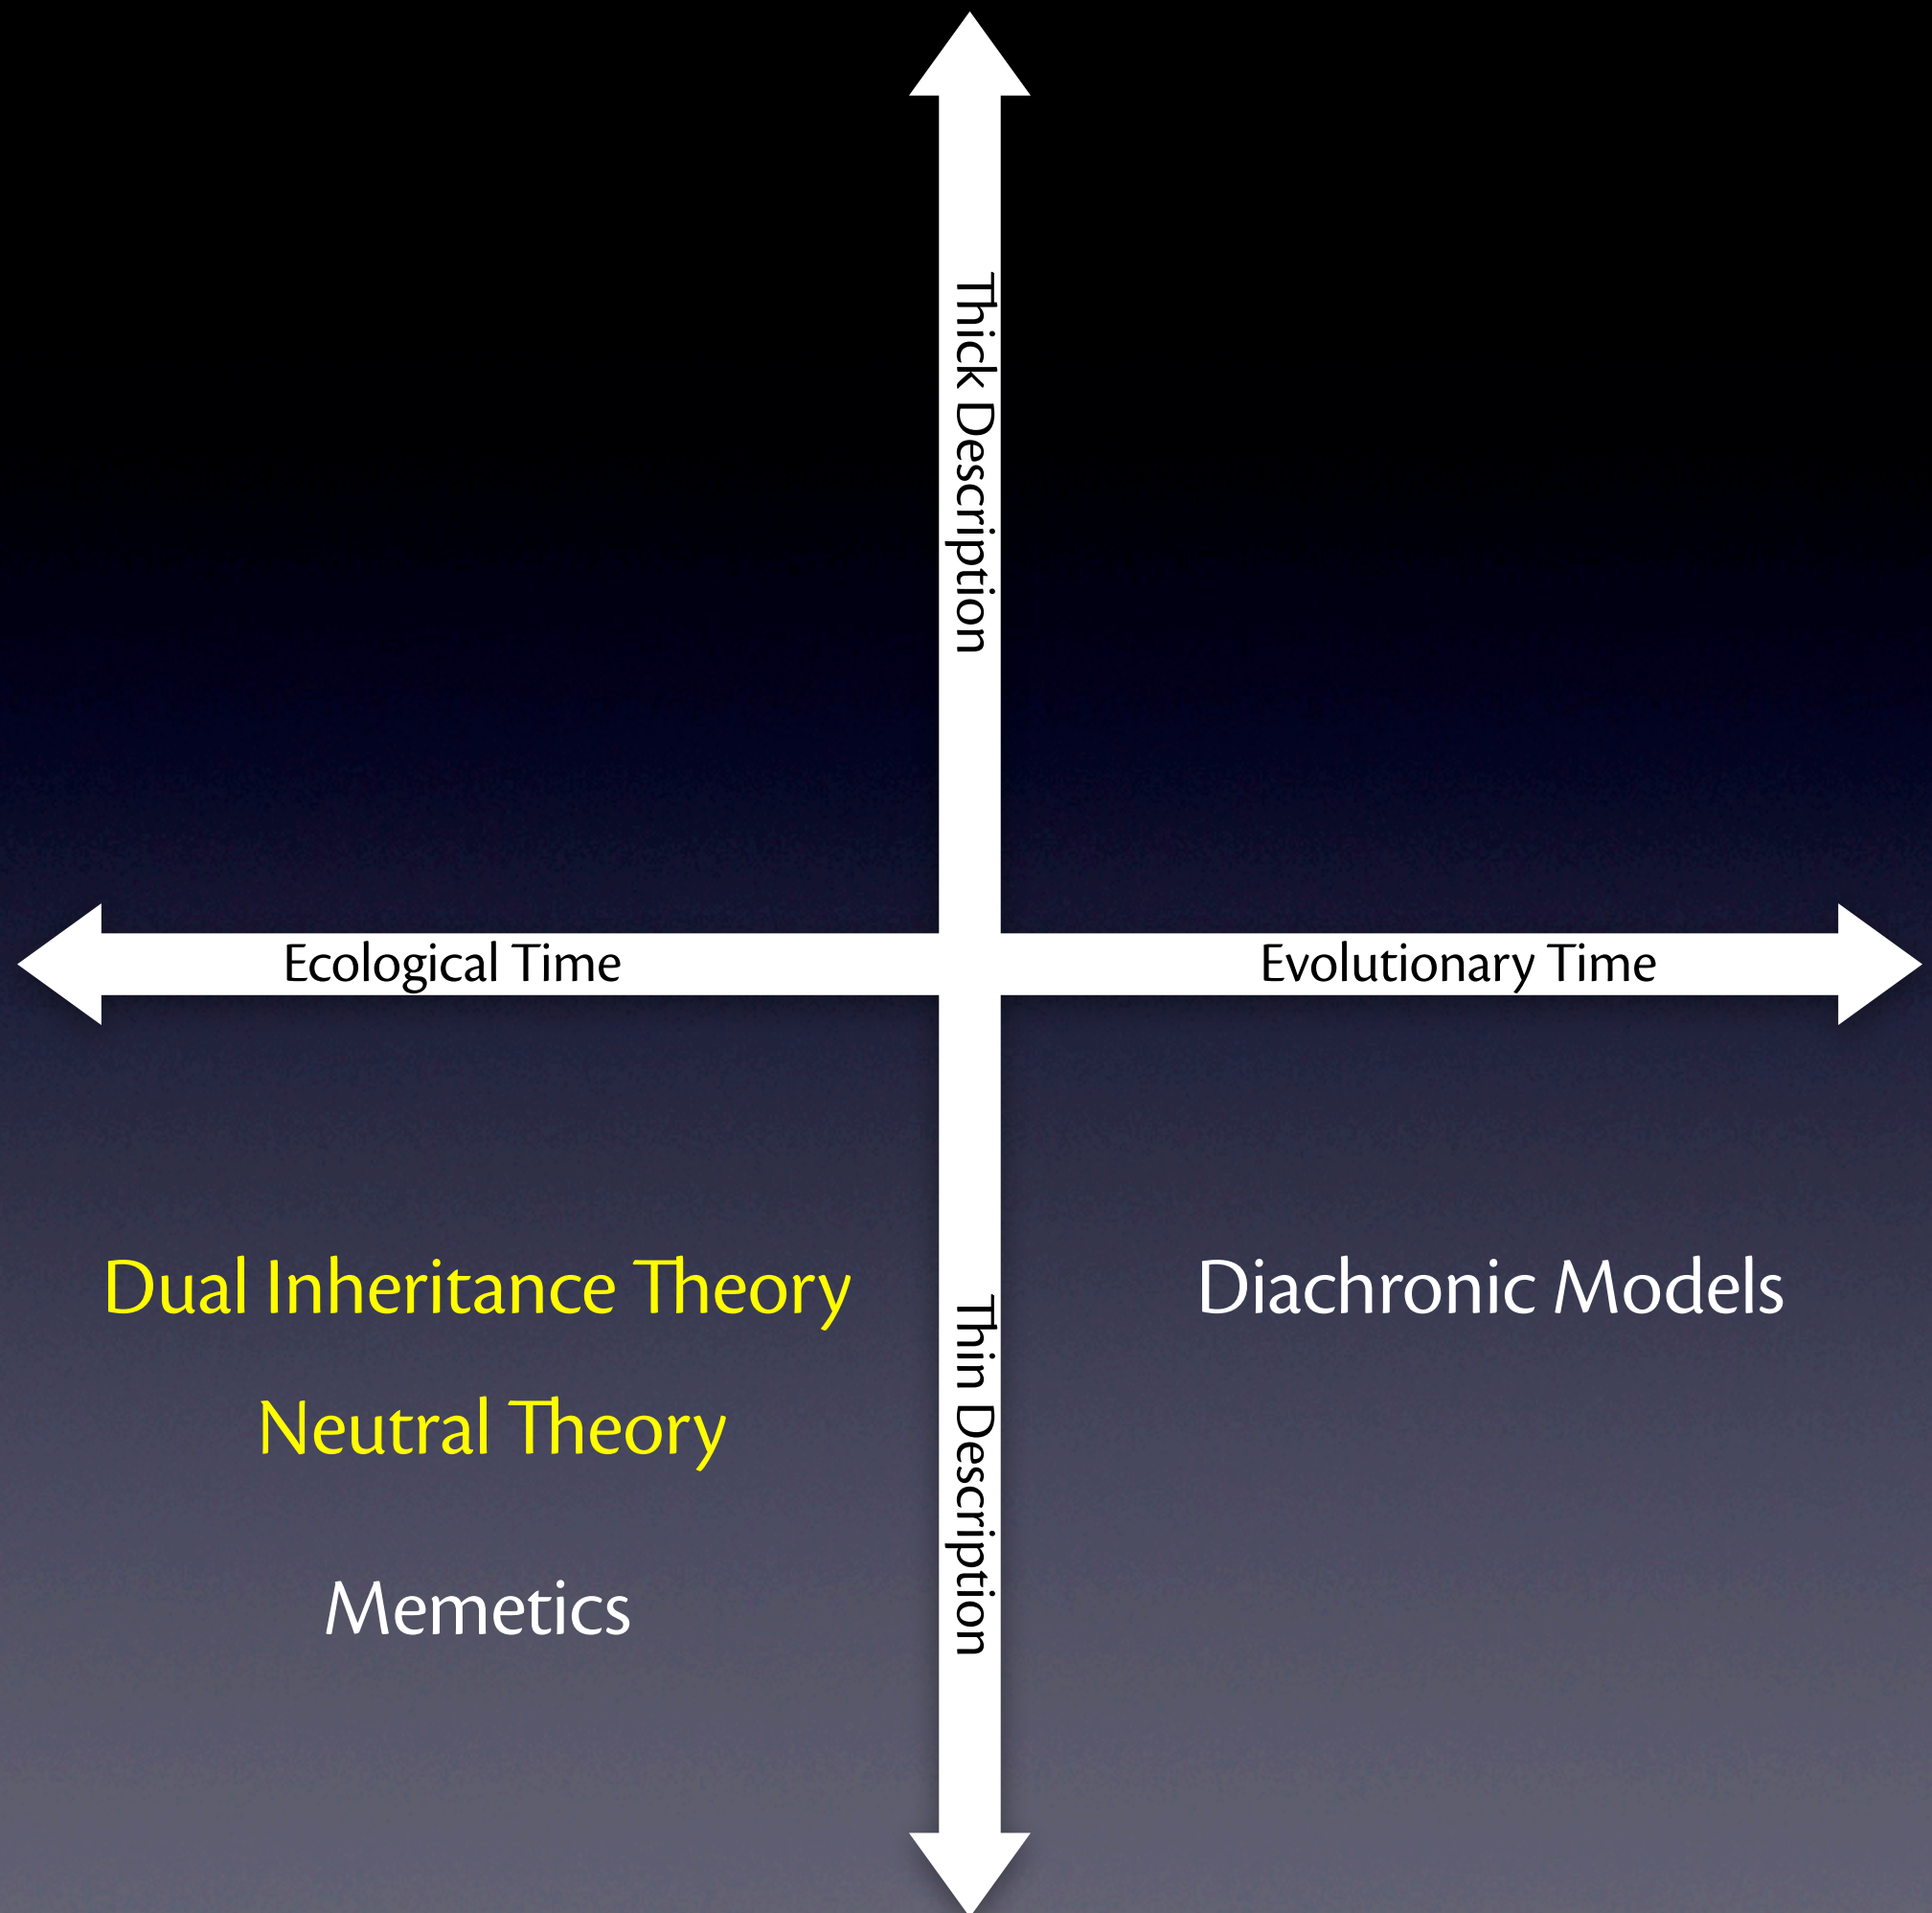 Thick Description
Ecological Time
Evolutionary Time
Dual Inheritance Theory
Neutral Theory
Memetics
Thin Description
Diachronic Models